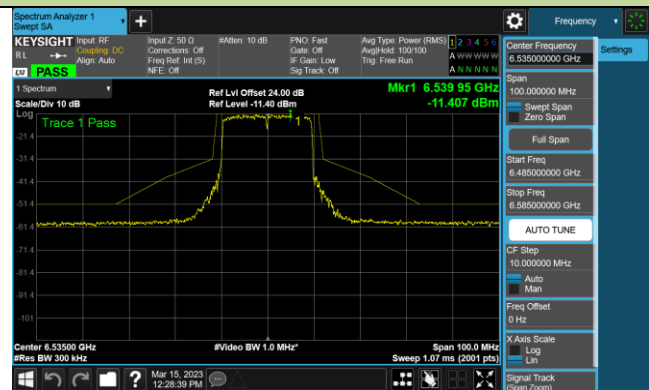 Spectrum Analyzer 1
Swept SA
Frequency
KEYSIGHT
RL
PASS
Input: RF
Coupling: DC
Align: Auto
Input Z: 50 Ω
Corrections: Off
Freq Ref: Int (S)
NFE: Off
#Atten: 10 dB
PNO: Fast
Gate: Off
IF Gain: Low
Sig Track: Off
Avg Type: Power (RMS)
Avg|Hold: 100/100
Trig: Free Run
1 2 3 4 5 6
A W W W W W
A N N N N N
Center Frequency
6.535000000 GHz
Settings
1 Spectrum
Scale/Div 10 dB
Ref Lvl Offset 24.00 dB
Ref Level -11.40 dBm
Mkr1 6.539 95 GHz
-11.407 dBm
Log
Trace 1 Pass
1
-21.4
-31.4
-41.4
-51.4
-61.4
-71.4
-81.4
-91.4
-101
Span
100.000000 MHz
Swept Span
Zero Span
Full Span
Start Freq
6.485000000 GHz
Stop Freq
6.585000000 GHz
AUTO TUNE
CF Step
10.000000 MHz
Auto
Man
Freq Offset
0 Hz
X Axis Scale
Log
Lin
Signal Track
(Span Zoom)
Center 6.53500 GHz
#Res BW 300 kHz
#Video BW 1.0 MHz*
Span 100.0 MHz
Sweep 1.07 ms (2001 pts)
?
Mar 15, 2023
12:28:39 PM